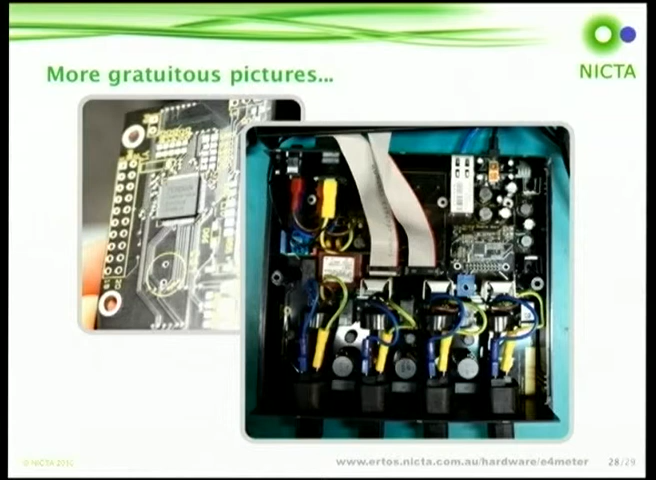 More gratuitous pictures...
NICTA
© NICTA 2010
www.ertos.nicta.com.au/hardware/e4meter
28/29